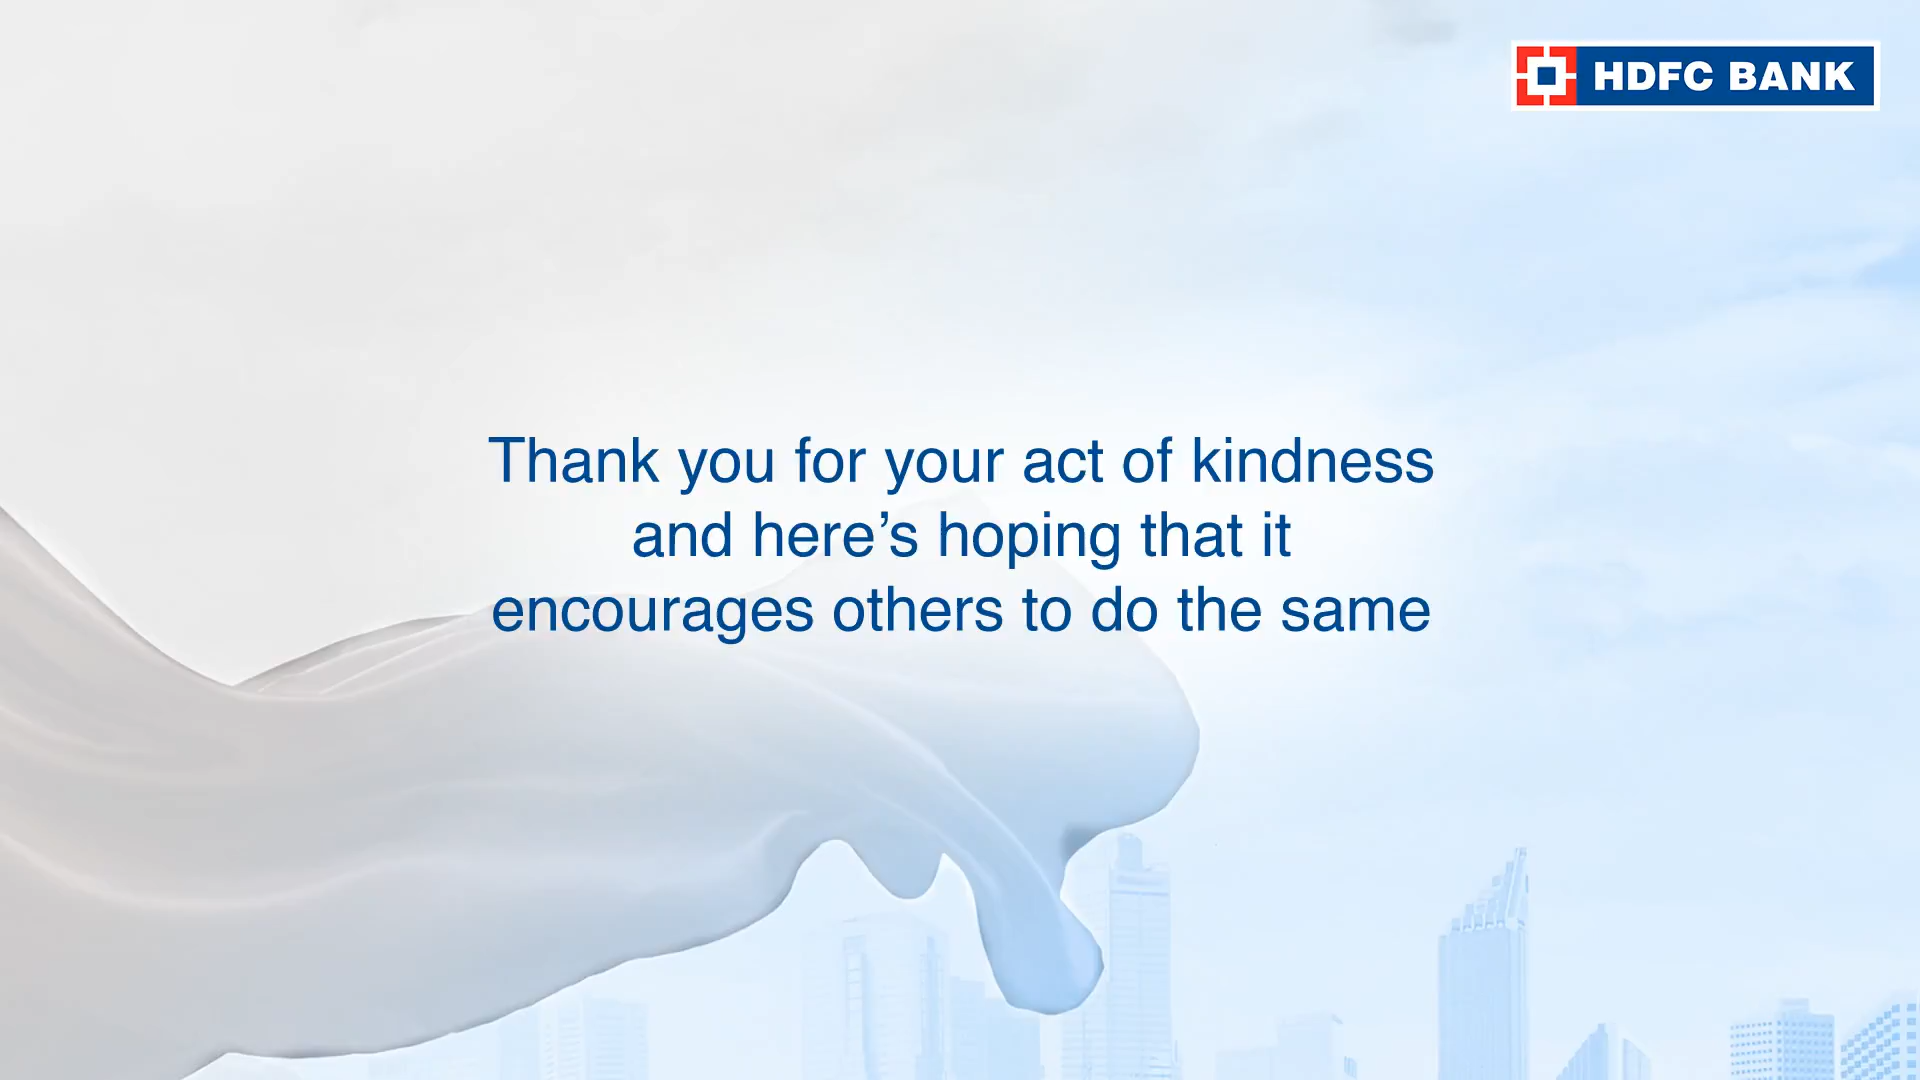 HDFC BANK
Thank you for your act of kindness
and here’s hoping that it
encourages others to do the same